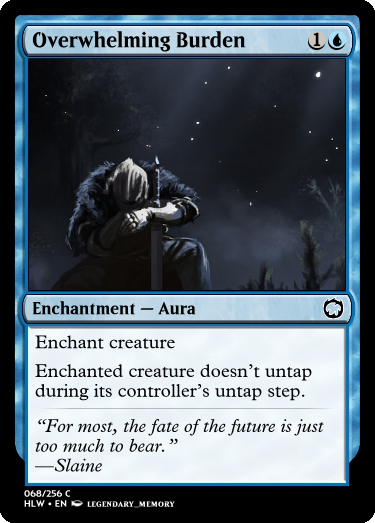 Overwhelming Burden 1
Enchantment — Aura
Enchant creature
Enchanted creature doesn't untap
during its controller's untap step.
“For most, the fate of the future is just
too much to bear.”
—Slaine
068/256 C
HLW • EN LEGENDARY_MEMORY